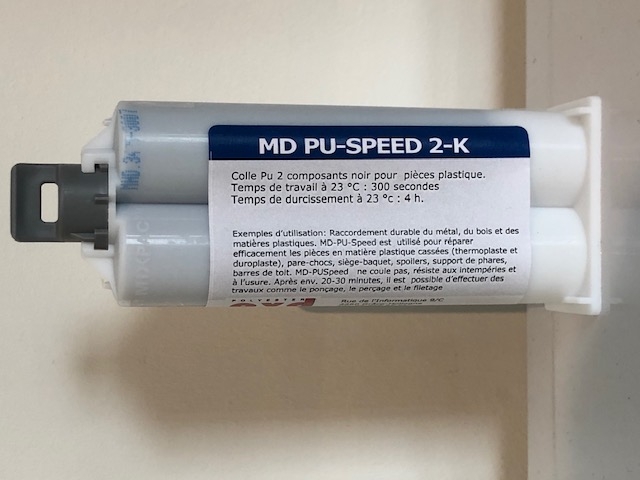 MD PU-SPEED 2-K
Colle Pu 2 composants noir pour pièces plastique.
Temps de travail à 23 °C : 300 secondes
Temps de durcissement à 23 °c : 4 h.
Exemples d'utilisation: Raccordement durable du métal, du bois et des
matières plastiques. MD-PU-Speed est utilisé pour réparer
efficacement les pièces en matière plastique cassées (thermoplaste et
duroplaste), pare-chocs, siège-baquet, spoilers, support de phares,
barres de toit. MD-PUSpeed ne coule pas, résiste aux intempéries et
à l'usure. Après env. 20-30 minutes, il est possible d'effectuer des
travaux comme le ponçage, le perçage et le filetage
POLYESTER
Rue de l'Informatique 9/C